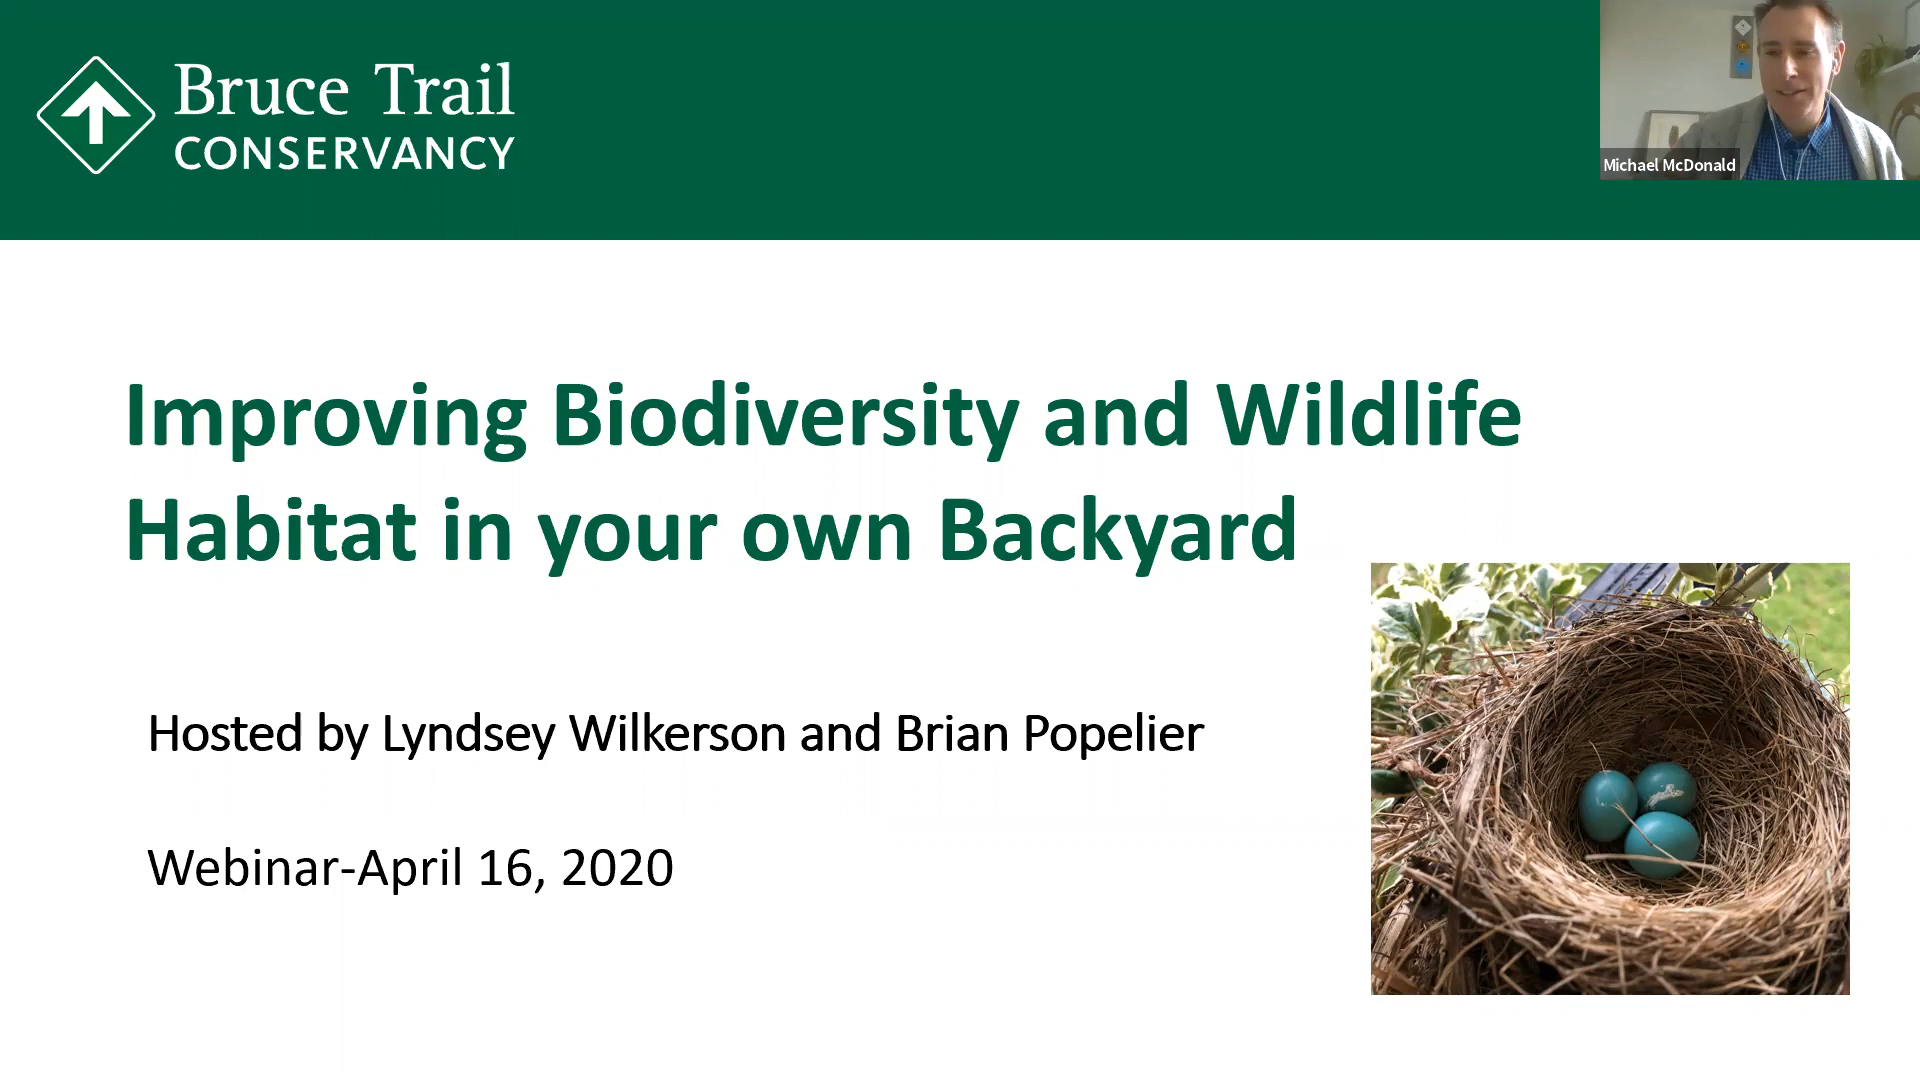 Bruce Trail
CONSERVANCY
Michael McDonald
Improving Biodiversity and Wildlife
Habitat in your own Backyard
Hosted by Lyndsey Wilkerson and Brian Popelier
Webinar-April 16, 2020